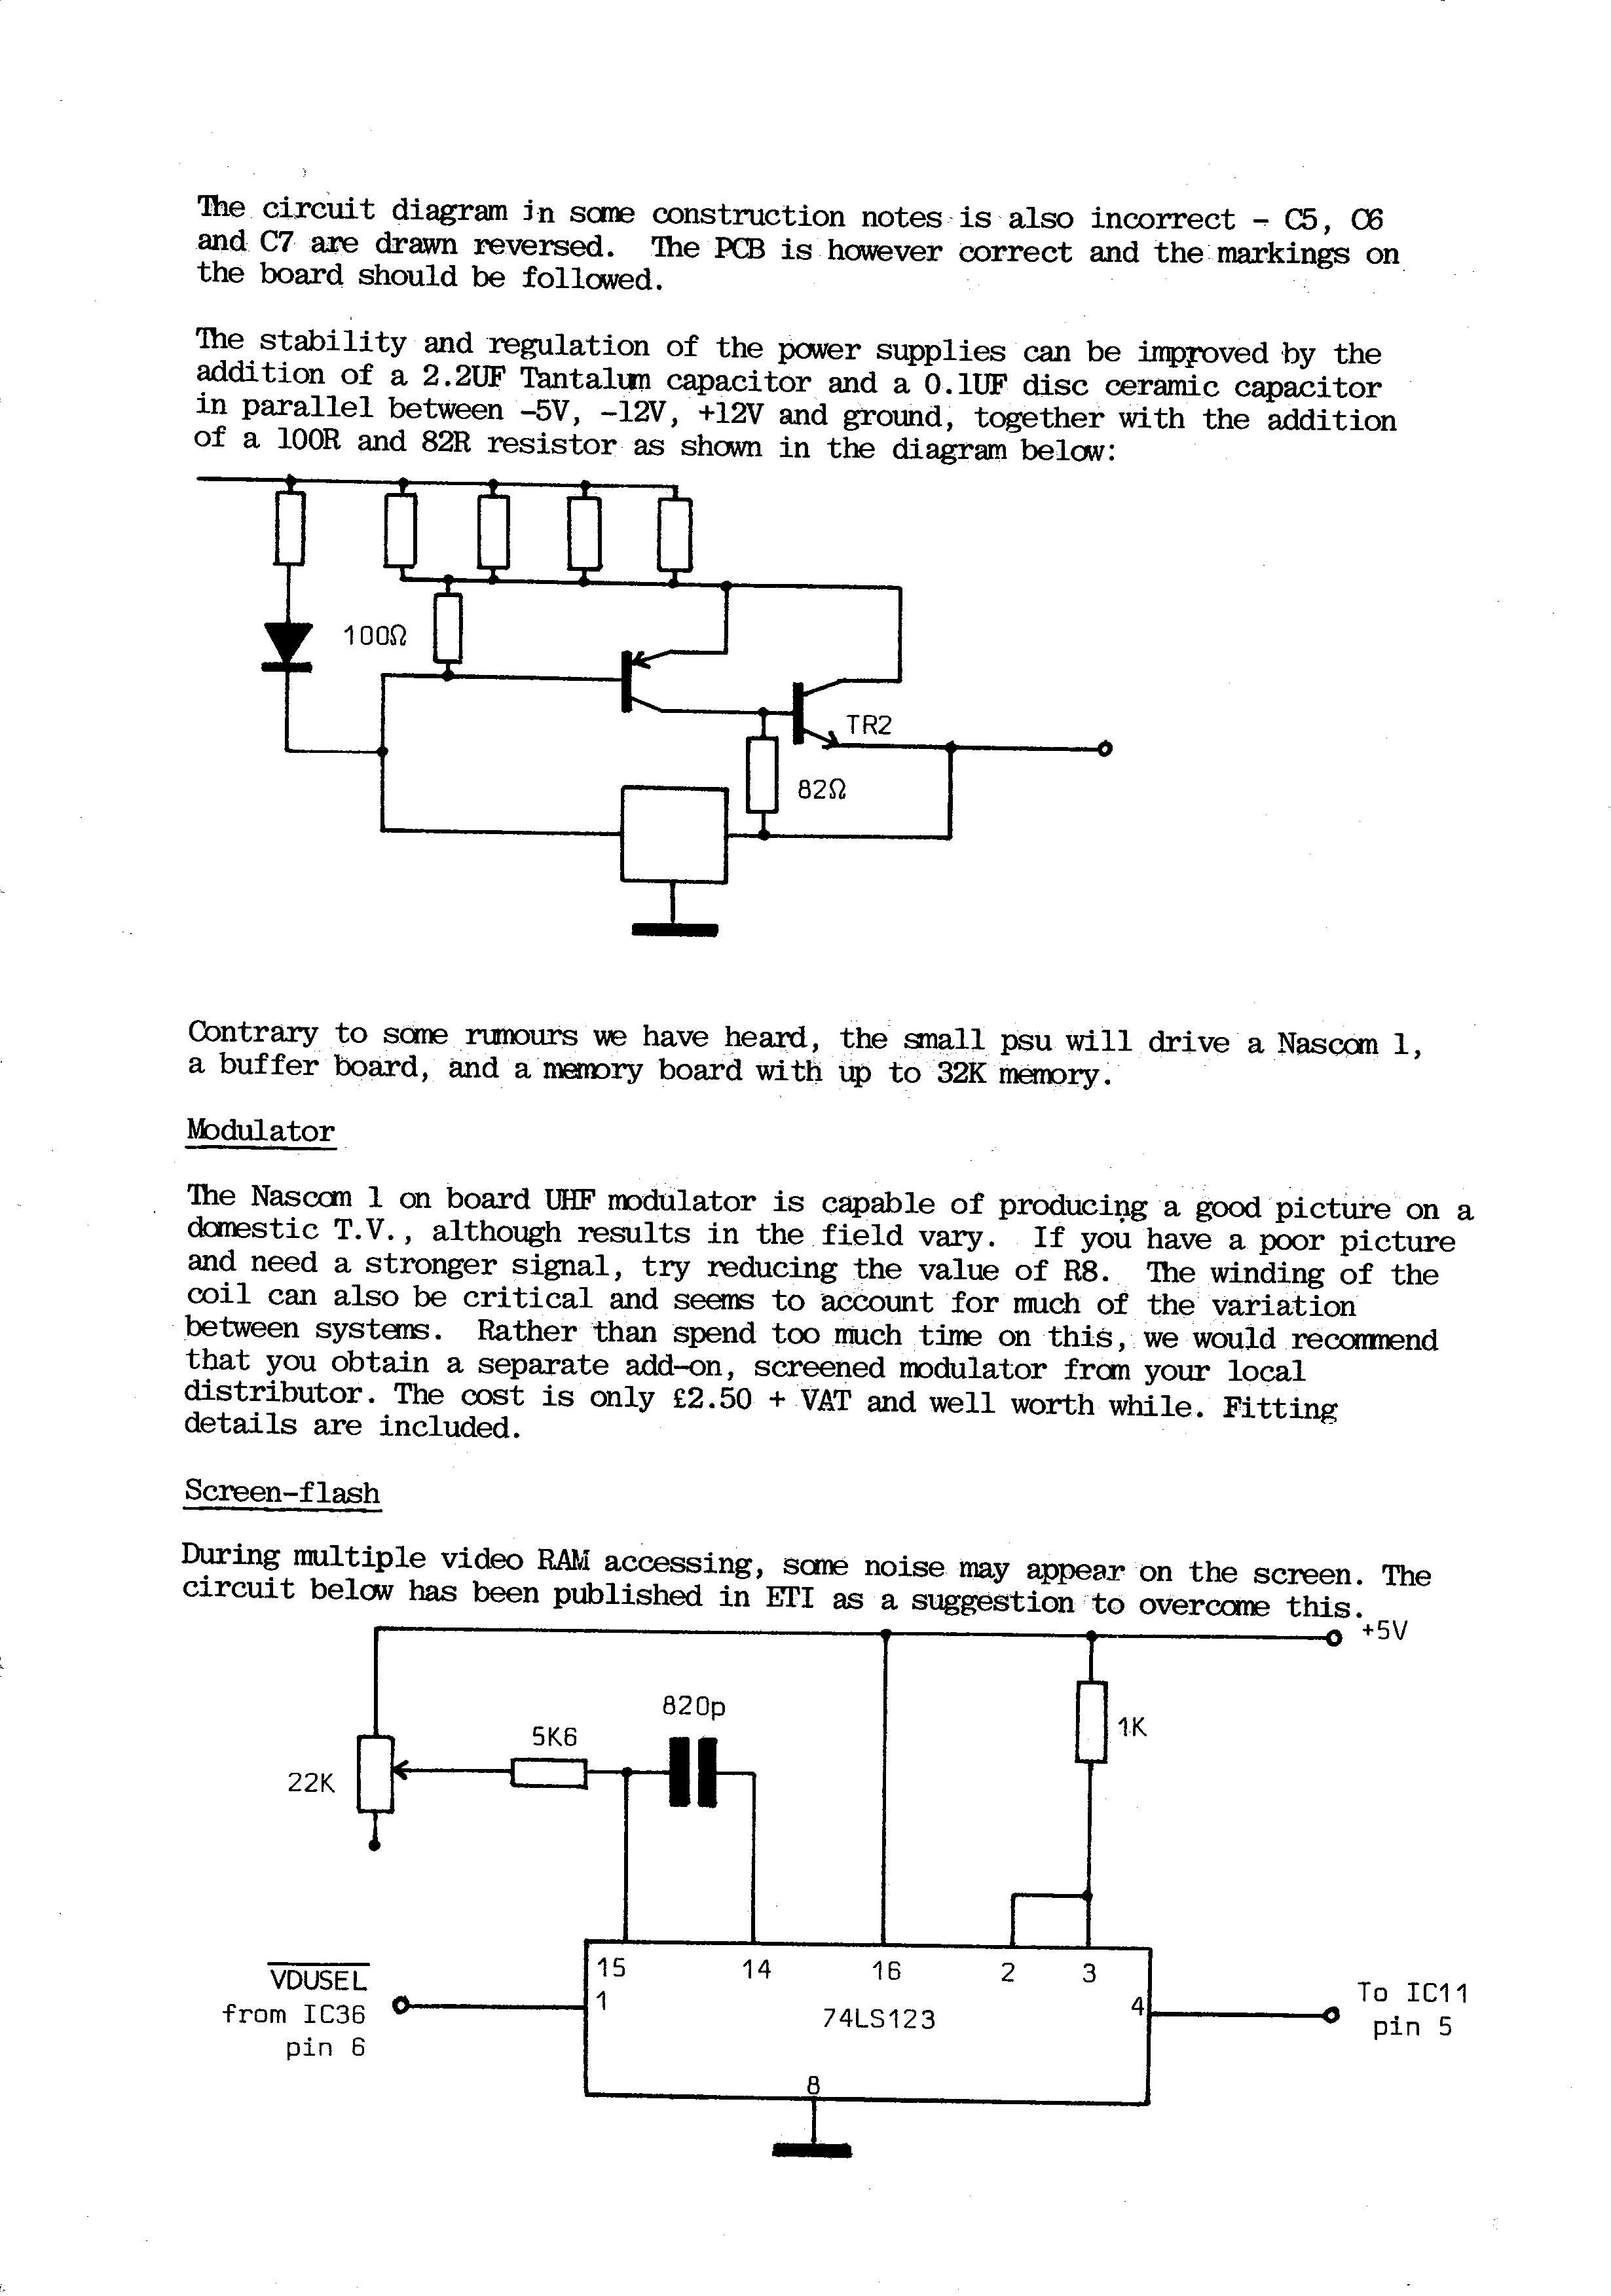 The circuit diagram in some construction notes is also incorrect - C5, C6
and C7 are drawn reversed. The PCB is however correct and the markings on
the board should be followed.
The stability and regulation of the power supplies can be improved by the
addition of a 2.2UF Tantalum capacitor and a 0.1UF disc ceramic capacitor
in parallel between -5V, -12V, +12V and ground, together with the addition
of a 100R and 82R resistor as shown in the diagram below:
100Ω
TR2
82Ω
Contrary to some rumours we have heard, the small psu will drive a Nascom 1,
a buffer board, and a memory board with up to 32K memory.
Modulator
The Nascom 1 on board UHF modulator is capable of producing a good picture on a
domestic T.V., although results in the field vary. If you have a poor picture
and need a stronger signal, try reducing the value of R8. The winding of the
coil can also be critical and seems to account for much of the variation
between systems. Rather than spend too much time on this, we would recommend
that you obtain a separate add-on, screened modulator from your local
distributor. The cost is only £2.50 + VAT and well worth while. Fitting
details are included.
Screen-flash
During multiple video RAM accessing, some noise may appear on the screen. The
circuit below has been published in ETI as a suggestion to overcome this.
+5V
820p
5K6
1K
22K
15 14 16 2 3
VDUSEL
from IC36
pin 6
1
74LS123
4
To IC11
pin 5
8